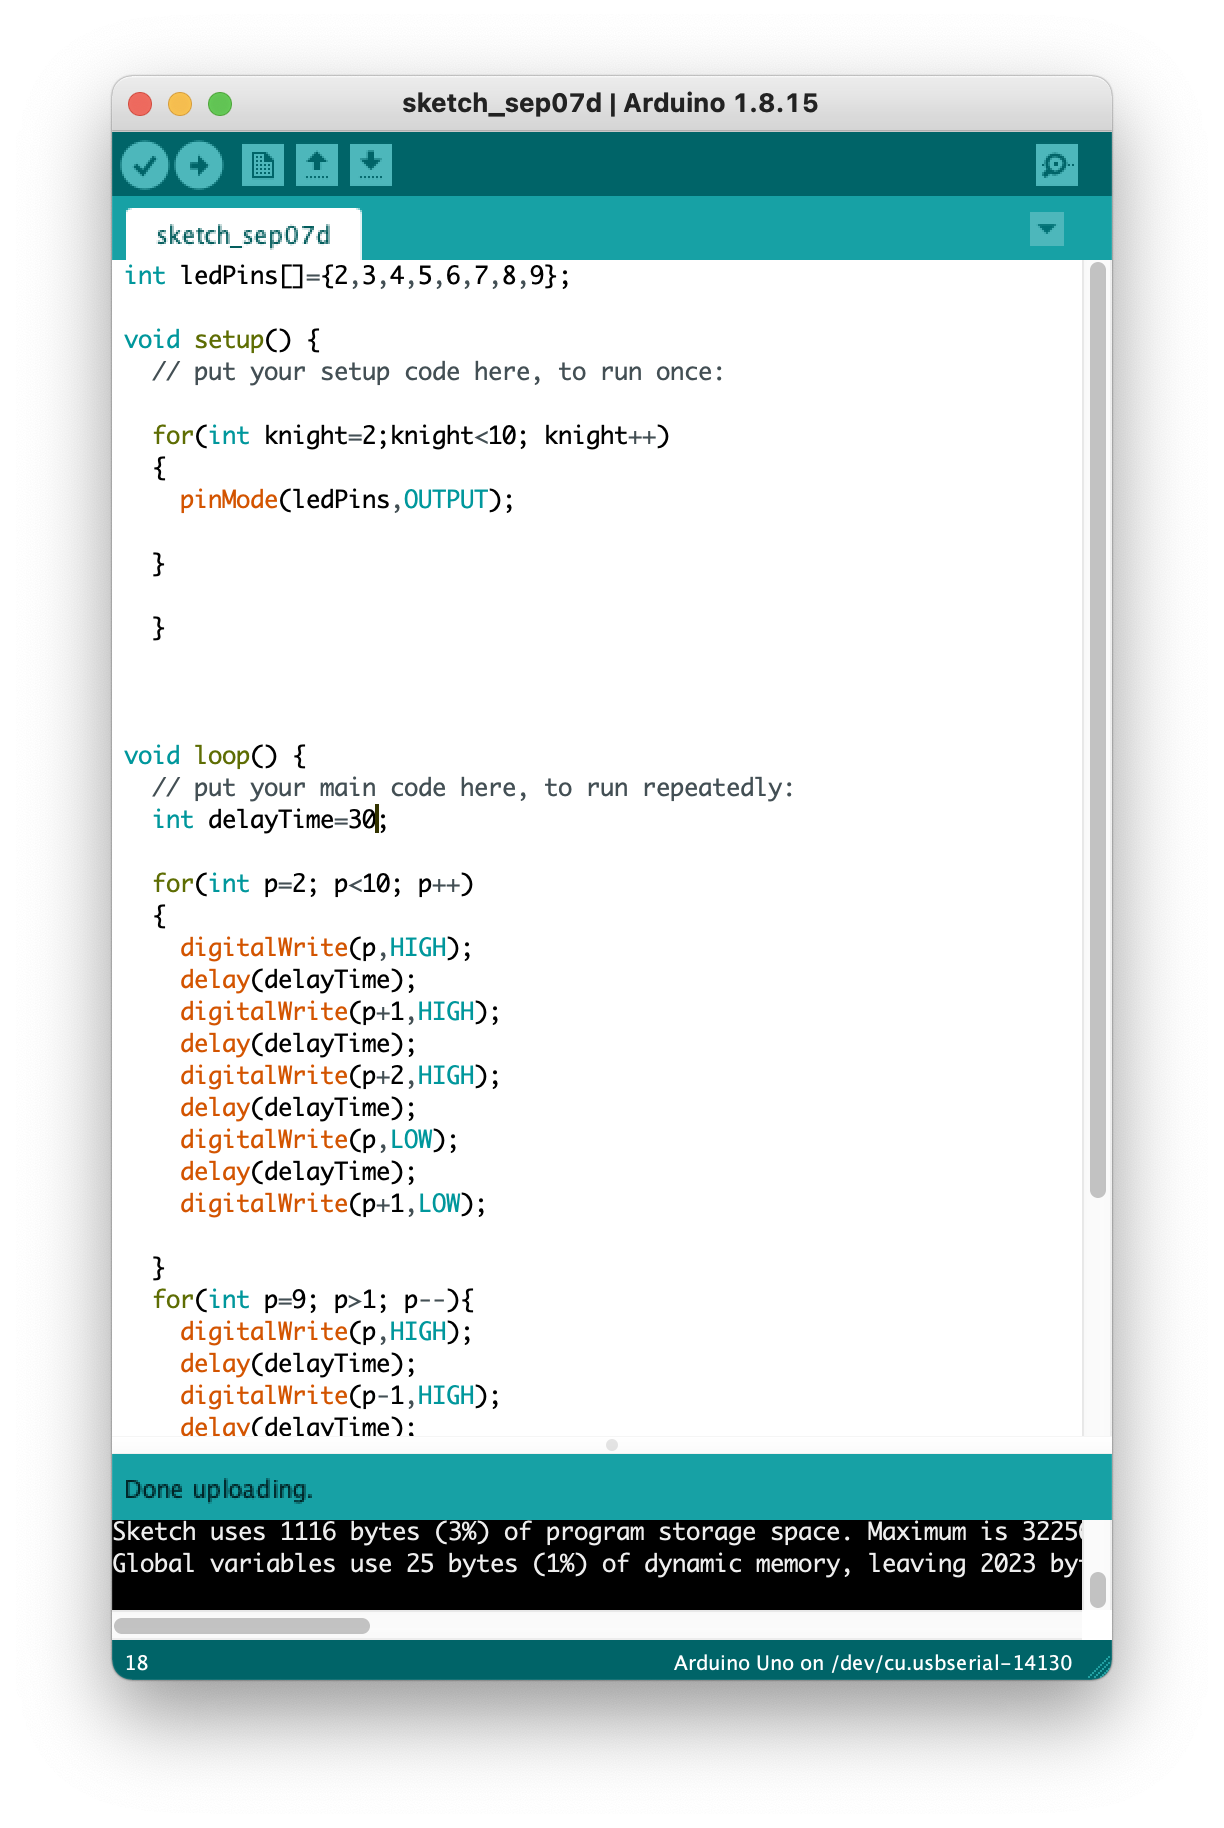 sketch_sep07d | Arduino 1.8.15
sketch_sep07d
int ledPins[]={2,3,4,5,6,7,8,9};
void setup() {
// put your setup code here, to run once:
for(int knight=2;knight<10; knight++)
{
pinMode(ledPins,OUTPUT);
}
}
void loop() {
// put your main code here, to run repeatedly:
int delayTime=30;
for(int p=2; p<10; p++)
{
digitalWrite(p,HIGH);
delay(delayTime);
digitalWrite(p+1,HIGH);
delay(delayTime);
digitalWrite(p+2,HIGH);
delay(delayTime);
digitalWrite(p,LOW);
delay(delayTime);
digitalWrite(p+1,LOW);
}
for(int p=9; p>1; p--){
digitalWrite(p,HIGH);
delay(delayTime);
digitalWrite(p-1,HIGH);
delay(delayTime);
Done uploading.
Sketch uses 1116 bytes (3%) of program storage space. Maximum is 32256
Global variables use 25 bytes (1%) of dynamic memory, leaving 2023 by
18
Arduino Uno on /dev/cu.usbserial-14130